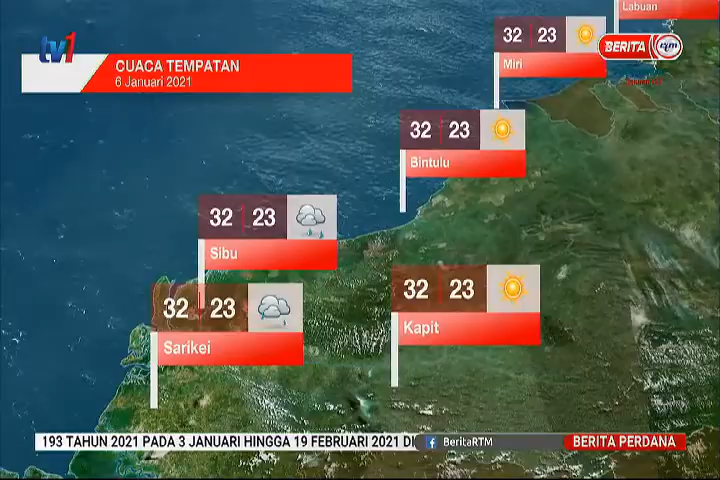 Labuan
tv1
32 23
BERITA rtm
CUACA TEMPATAN
Miri
6 Januari 2021
32 23
Bintulu
32 23
Sibu
32 23
Kapit
32 23
Sarikei
193 TAHUN 2021 PADA 3 JANUARI HINGGA 19 FEBRUARI 2021 DI
BeritaRTM
BERITA PERDANA